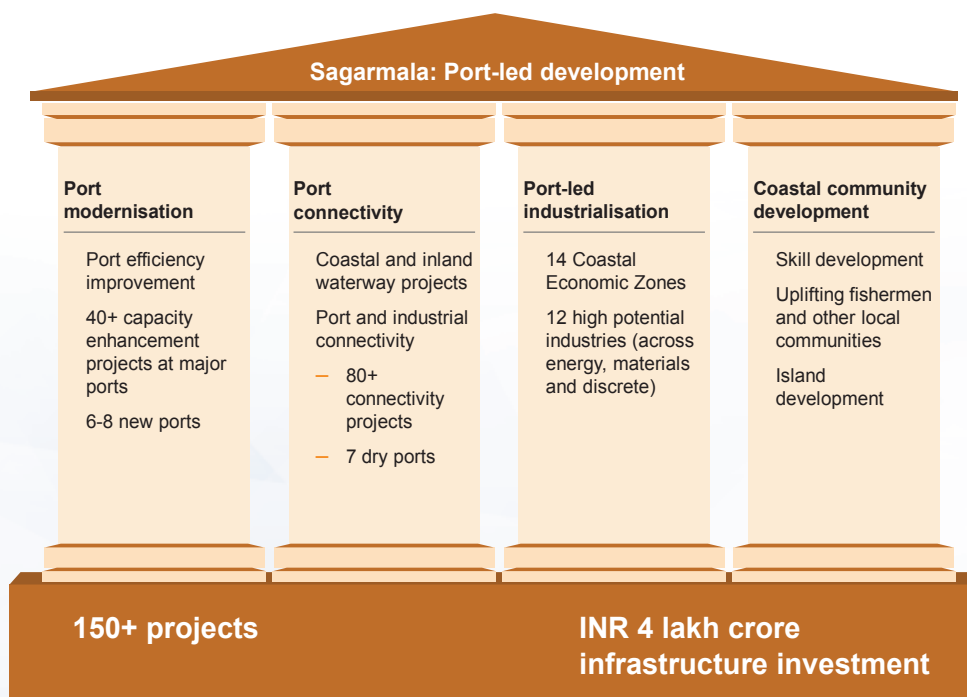 Sagarmala: Port-led development
Port
modernisation
Port efficiency
improvement
40+ capacity
enhancement
projects at major
ports
6-8 new ports
Port
connectivity
Coastal and inland
waterway projects
Port and industrial
connectivity
– 80+
connectivity
projects
– 7 dry ports
Port-led
industrialisation
14 Coastal
Economic Zones
12 high potential
industries (across
energy, materials
and discrete)
Coastal community
development
Skill development
Uplifting fishermen
and other local
communities
Island
development
150+ projects
INR 4 lakh crore
infrastructure investment